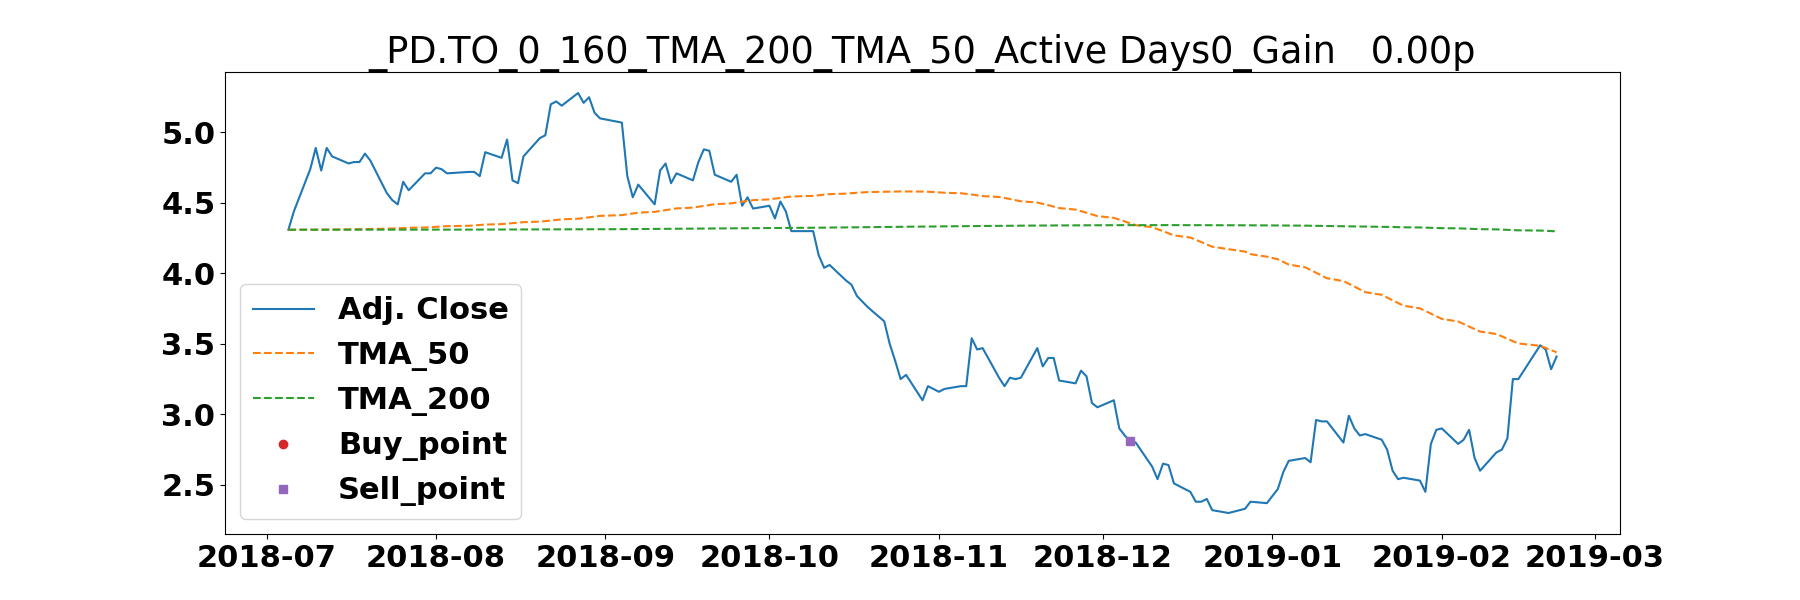 _PD.TO_0_160_TMA_200_TMA_50_Active Days0_Gain   0.00p
5.0
4.5
4.0
3.5
3.0
2.5
Adj. Close
TMA_50
TMA_200
Buy_point
Sell_point
2018-07 2018-08 2018-09 2018-10 2018-11 2018-12 2019-01 2019-02 2019-03